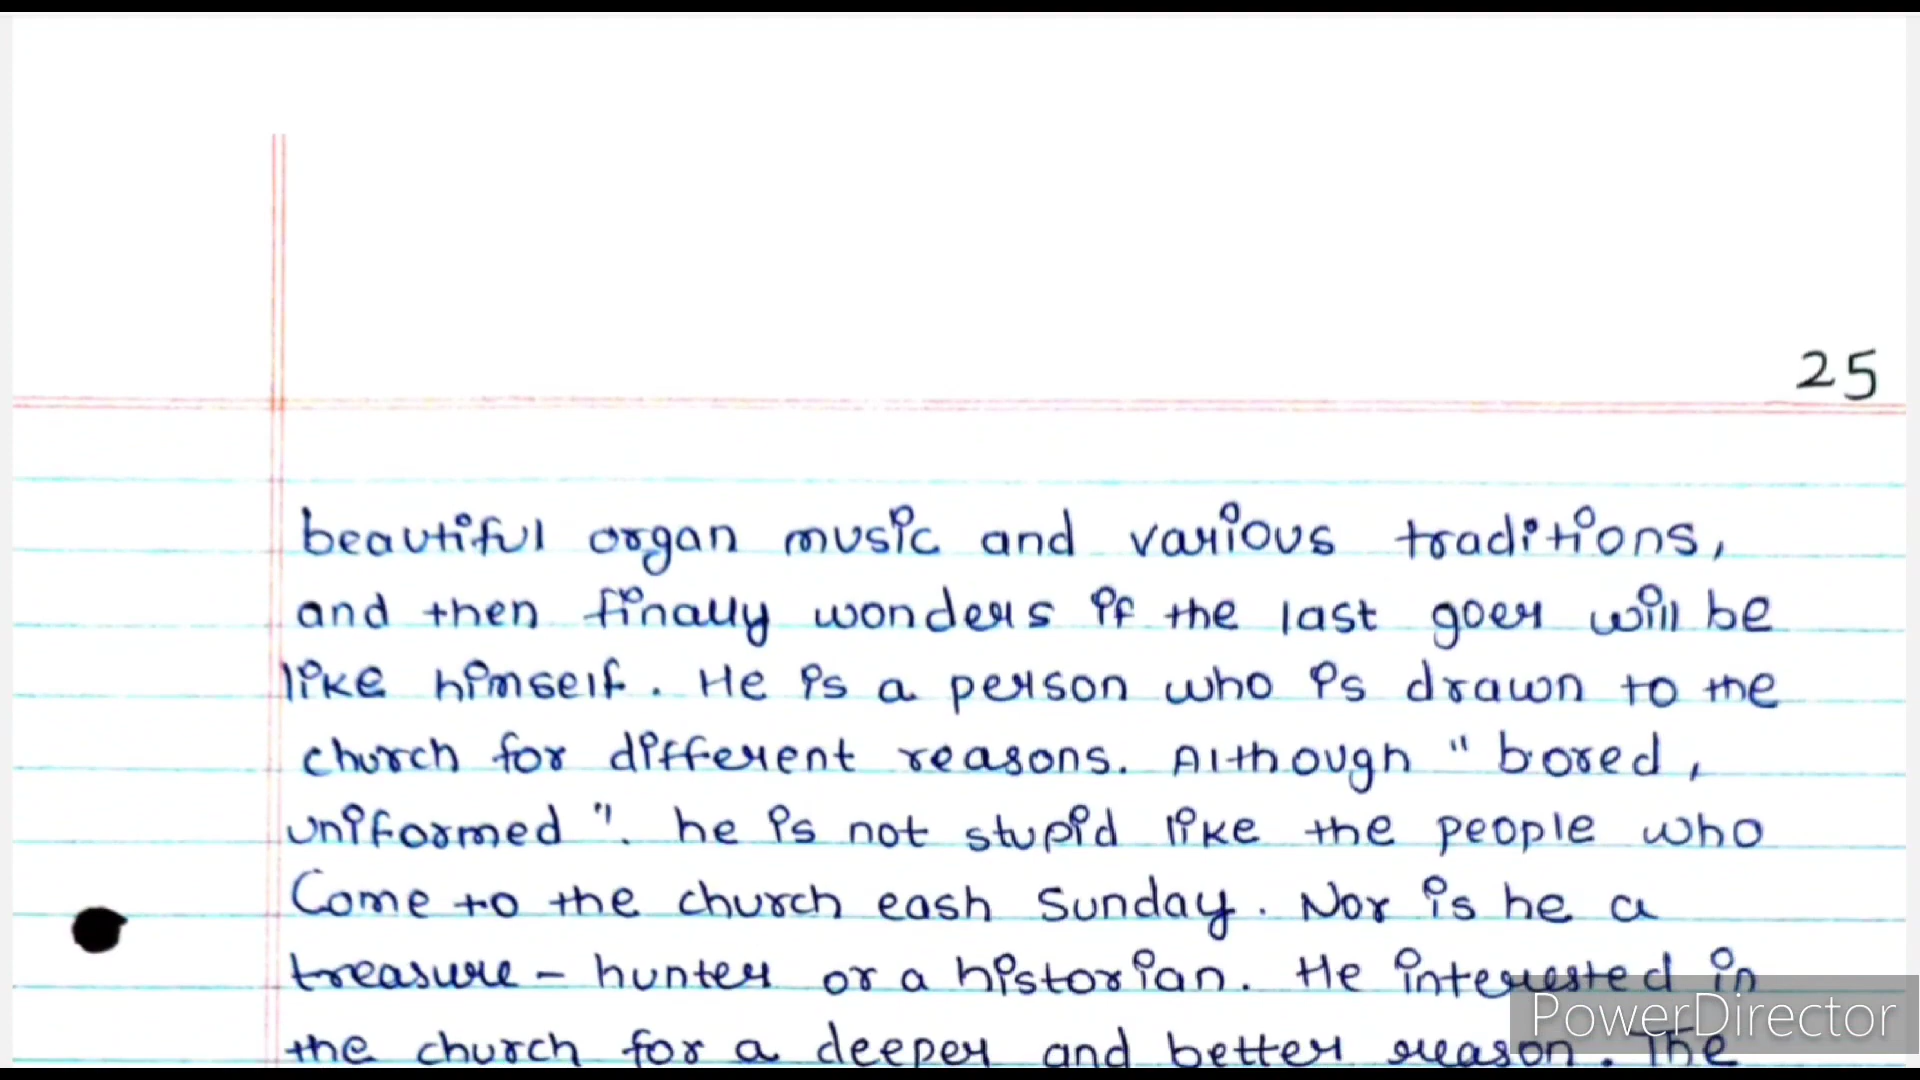 25
beautiful organ music and various traditions,
and then finally wonders if the last goer will be
like himself. He is a person who is drawn to the
church for different reasons. Although "bored,
uniformed". he is not stupid like the people who
Come to the church eash Sunday. Nor is he a
treasure-hunter or a historian. He interested in
the church for a deeper and better reason. The
PowerDirector